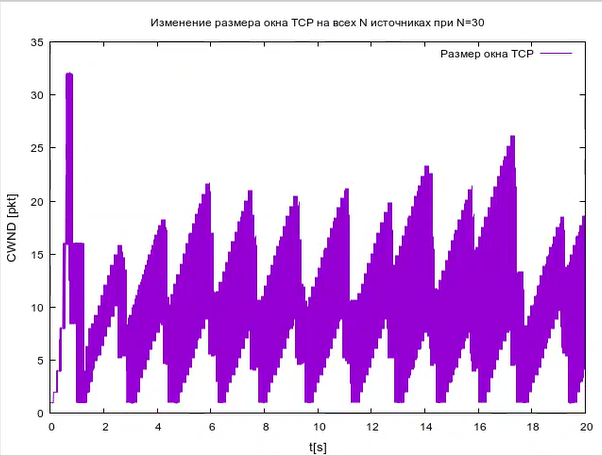 Изменение размера окна TCP на всех N источниках при N=30
Размер окна TCP
35
30
25
20
15
10
5
0
CWND [pkt]
0 2 4 6 8 10 12 14 16 18 20
t[s]